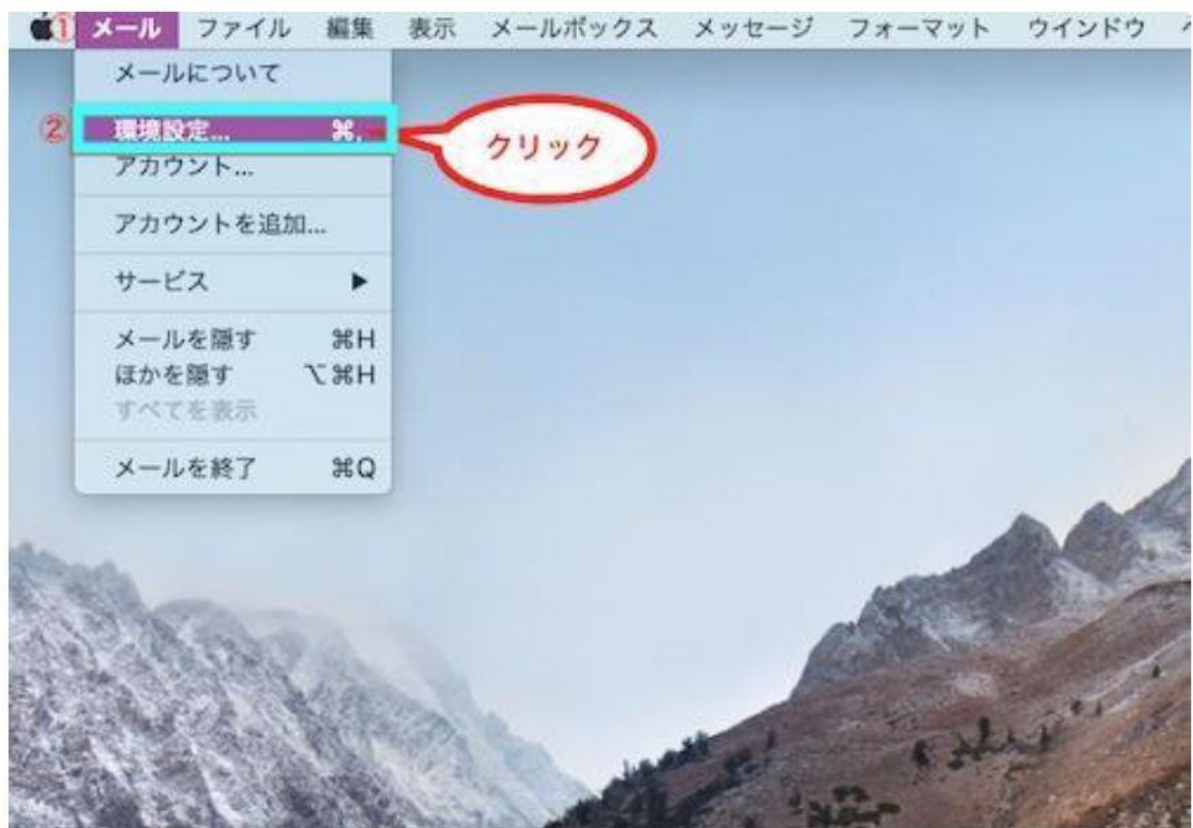 ① メール ファイル 編集 表示 メールボックス メッセージ フォーマット ウインドウ
メールについて
② 環境設定... ⌘,
クリック
アカウント...
アカウントを追加...
サービス ▶
メールを隠す ⌘H
ほかを隠す ⌥⌘H
すべてを表示
メールを終了 ⌘Q